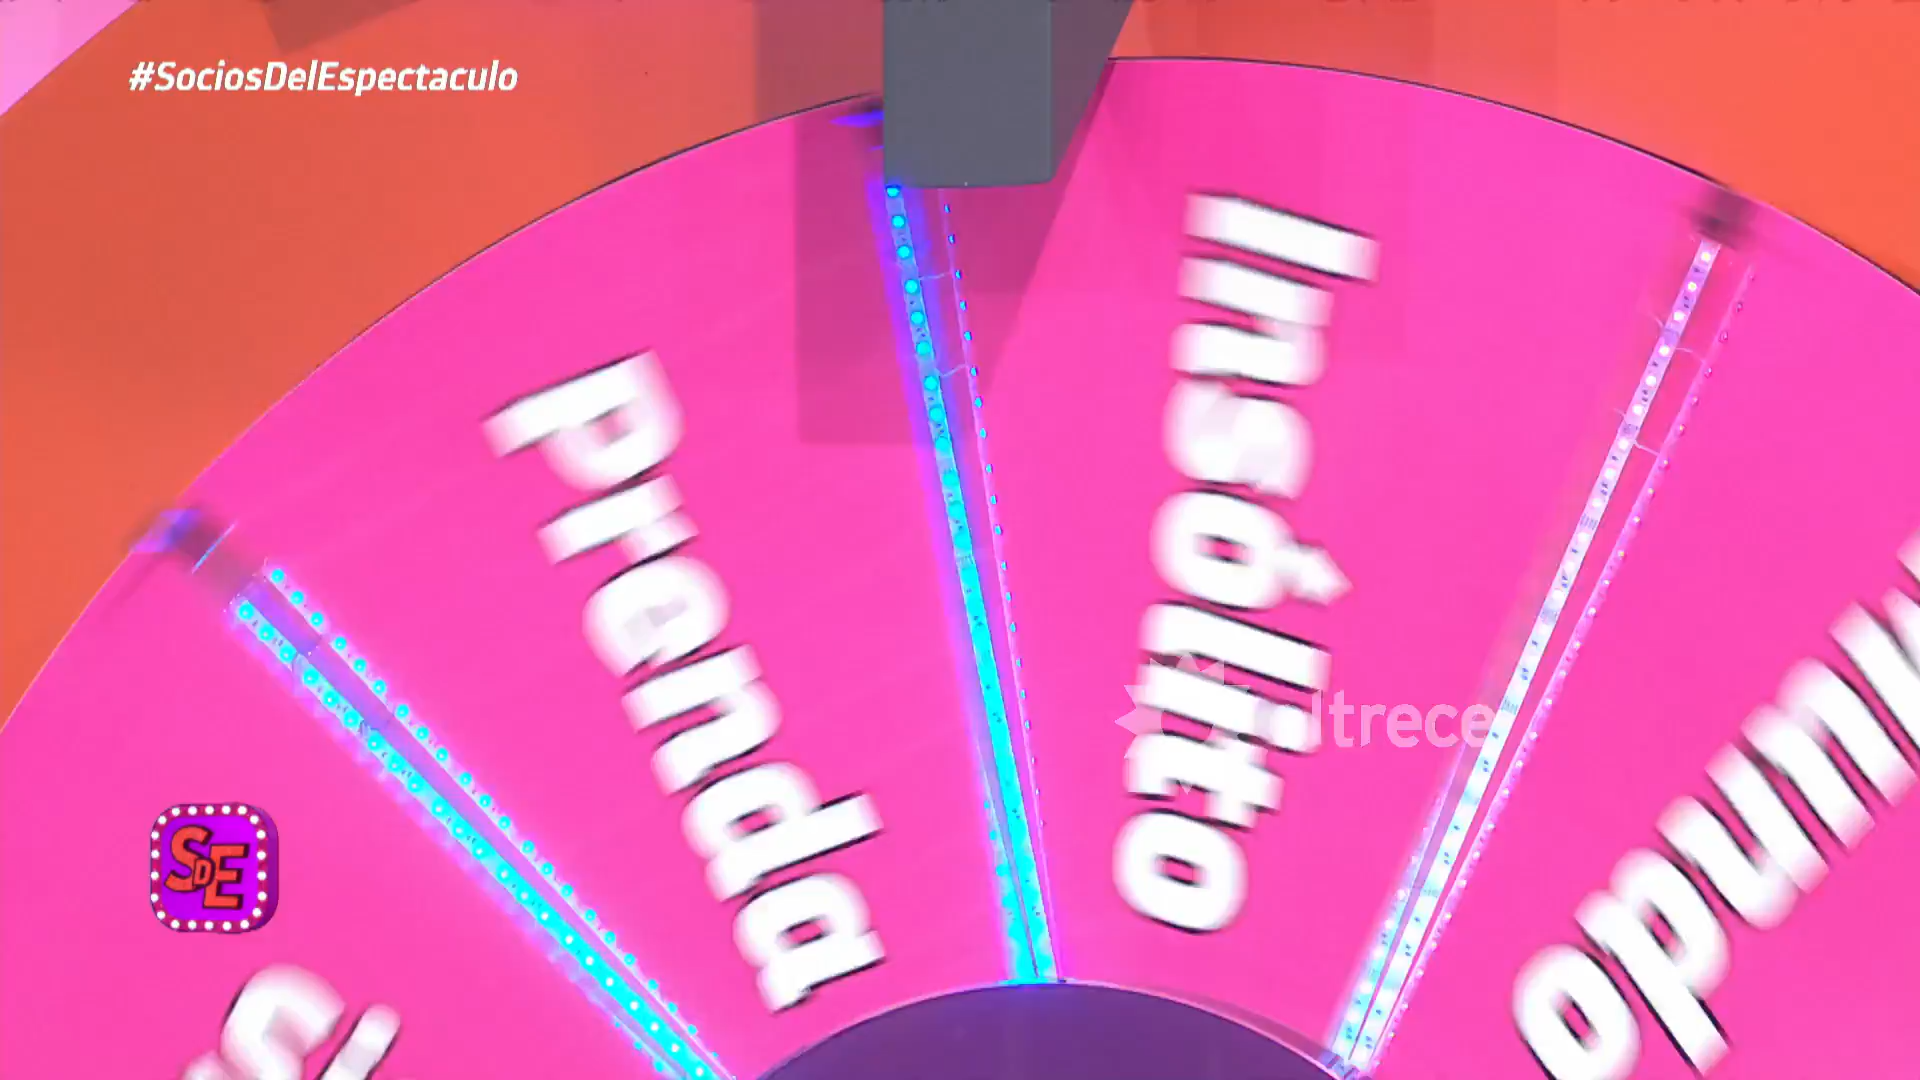 #SociosDelEspectaculo
Prenda
Insólito
eltrece
SDE